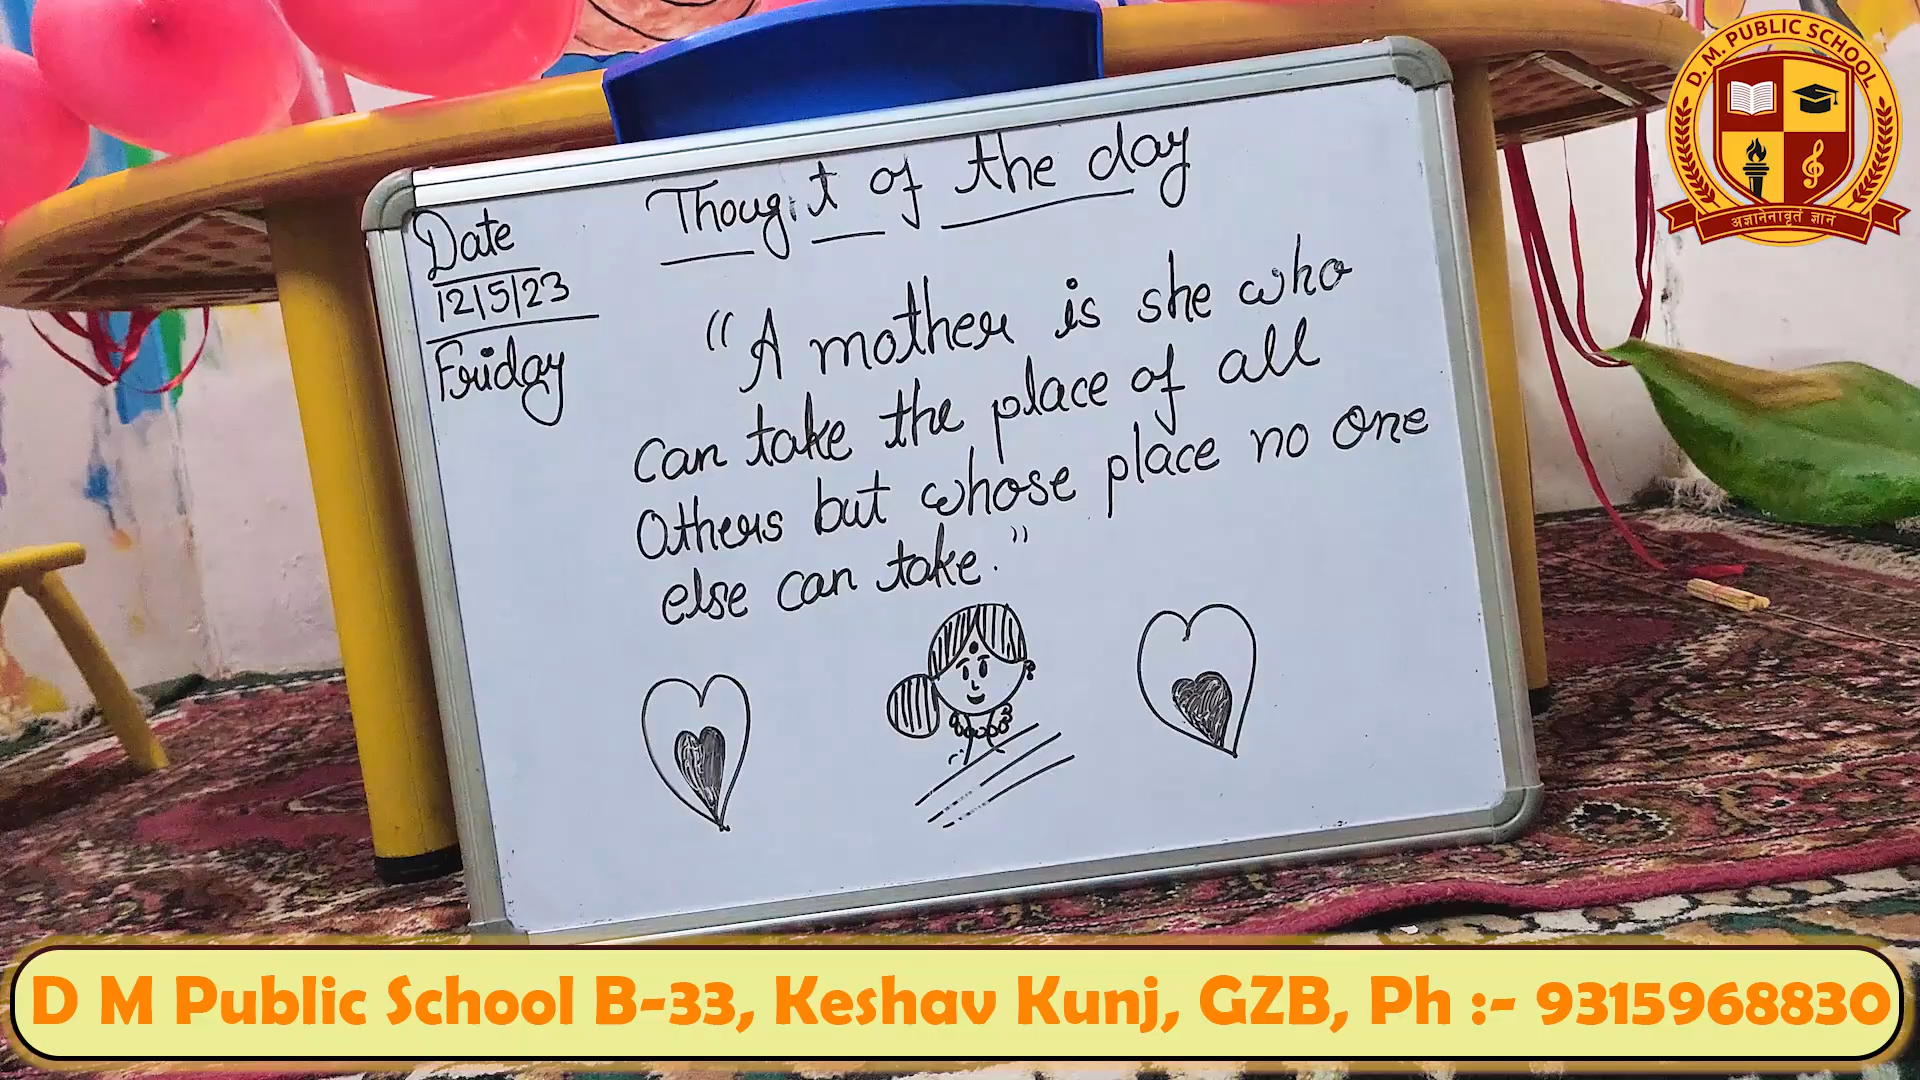 D. M. PUBLIC SCHOOL
अज्ञानेनावृतं ज्ञानं
Thougt of the day
Date
12/5/23
Friday
"A mother is she who
can take the place of all
Others but whose place no one
else can take."
D M Public School B-33, Keshav Kunj, GZB, Ph :- 9315968830